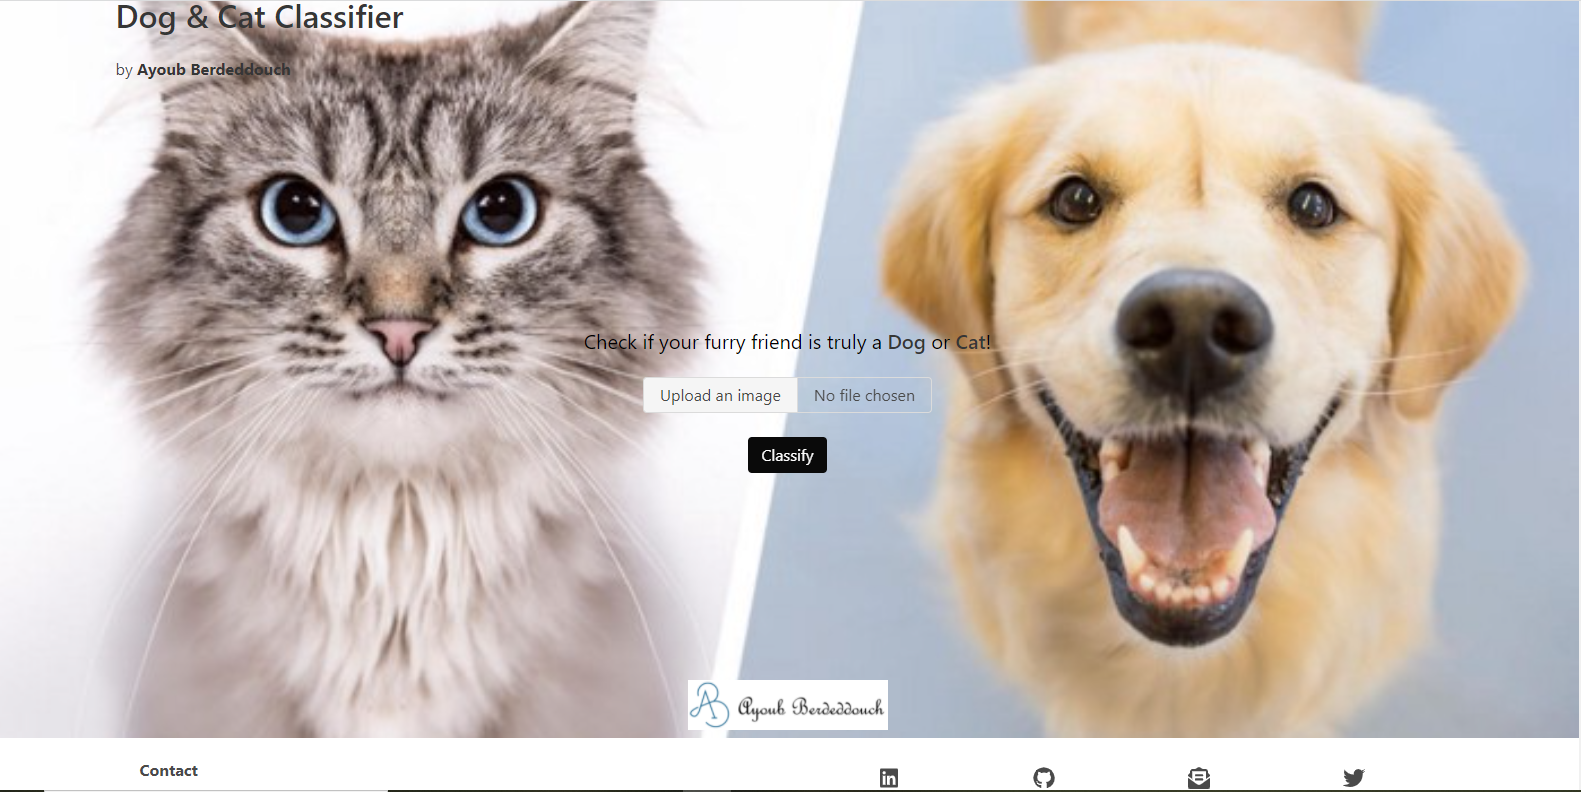 Dog & Cat Classifier
by Ayoub Berdeddouch
Check if your furry friend is truly a Dog or Cat!
Upload an image No file chosen
Classify
AB Ayoub Berdeddouch
Contact